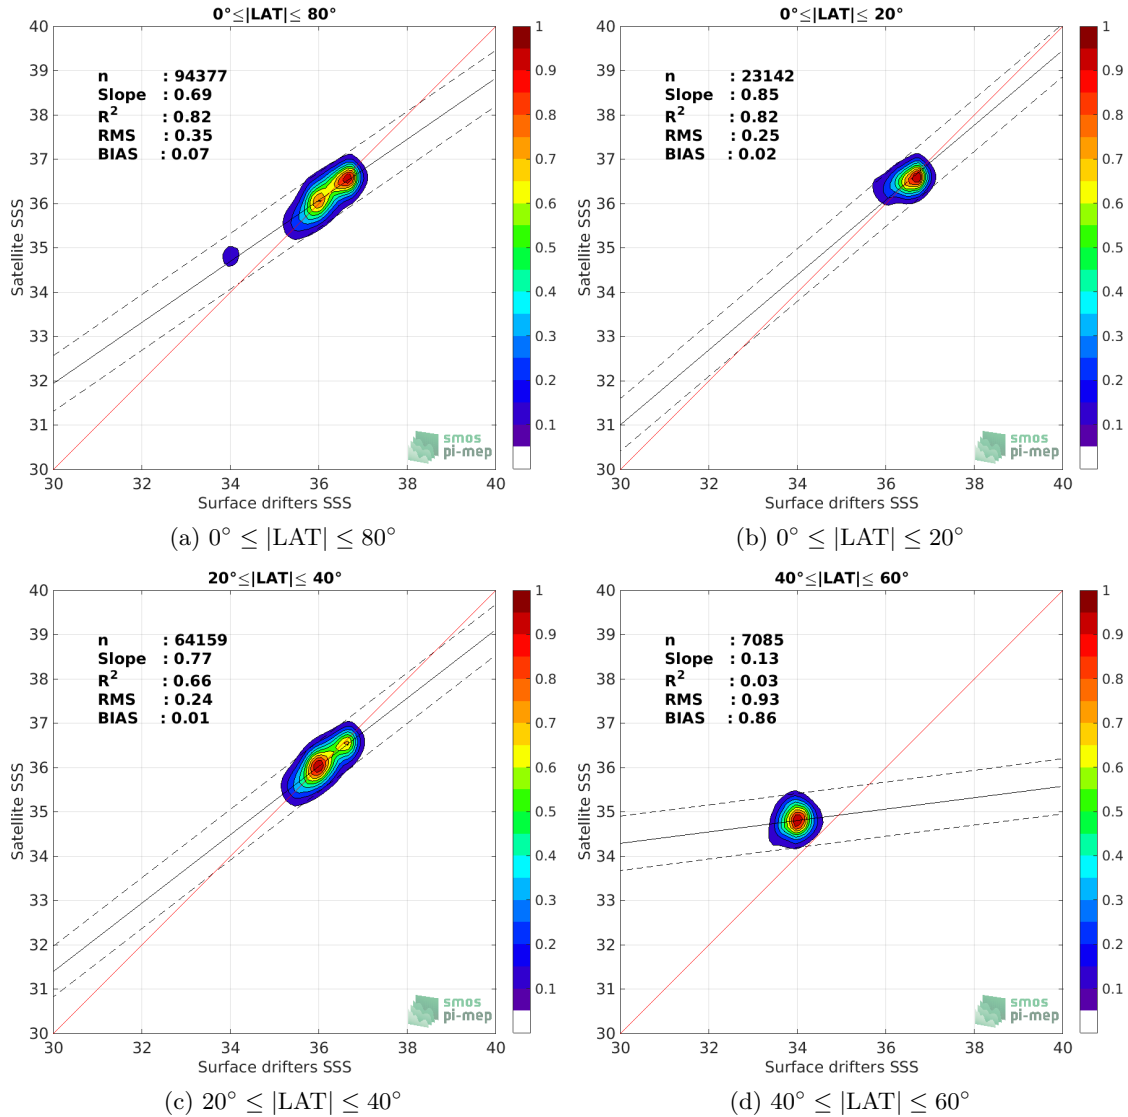 0°≤|LAT|≤ 80°
n : 94377
Slope : 0.69
R² : 0.82
RMS : 0.35
BIAS : 0.07
40
39
38
37
36
35
34
33
32
31
30
Satellite SSS
30 32 34 36 38 40
Surface drifters SSS
1
0.9
0.8
0.7
0.6
0.5
0.4
0.3
0.2
0.1
smos
pi-mep
(a) 0° ≤ |LAT| ≤ 80°
0°≤|LAT|≤ 20°
n : 23142
Slope : 0.85
R² : 0.82
RMS : 0.25
BIAS : 0.02
40
39
38
37
36
35
34
33
32
31
30
Satellite SSS
30 32 34 36 38 40
Surface drifters SSS
1
0.9
0.8
0.7
0.6
0.5
0.4
0.3
0.2
0.1
smos
pi-mep
(b) 0° ≤ |LAT| ≤ 20°
20°≤|LAT|≤ 40°
n : 64159
Slope : 0.77
R² : 0.66
RMS : 0.24
BIAS : 0.01
40
39
38
37
36
35
34
33
32
31
30
Satellite SSS
30 32 34 36 38 40
Surface drifters SSS
1
0.9
0.8
0.7
0.6
0.5
0.4
0.3
0.2
0.1
smos
pi-mep
(c) 20° ≤ |LAT| ≤ 40°
40°≤|LAT|≤ 60°
n : 7085
Slope : 0.13
R² : 0.03
RMS : 0.93
BIAS : 0.86
40
39
38
37
36
35
34
33
32
31
30
Satellite SSS
30 32 34 36 38 40
Surface drifters SSS
1
0.9
0.8
0.7
0.6
0.5
0.4
0.3
0.2
0.1
smos
pi-mep
(d) 40° ≤ |LAT| ≤ 60°